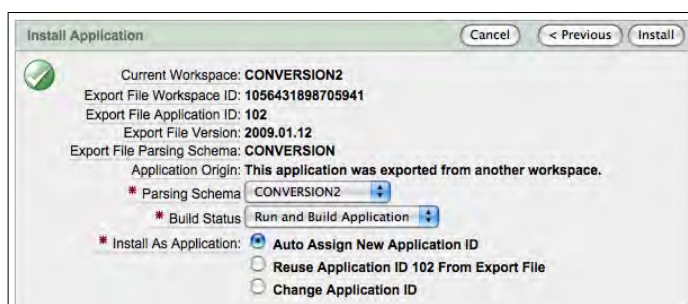 Install Application Cancel < Previous Install
Current Workspace: CONVERSION2
Export File Workspace ID: 1056431898705941
Export File Application ID: 102
Export File Version: 2009.01.12
Export File Parsing Schema: CONVERSION
Application Origin: This application was exported from another workspace.
* Parsing Schema CONVERSION2
* Build Status Run and Build Application
* Install As Application: Auto Assign New Application ID
Reuse Application ID 102 From Export File
Change Application ID